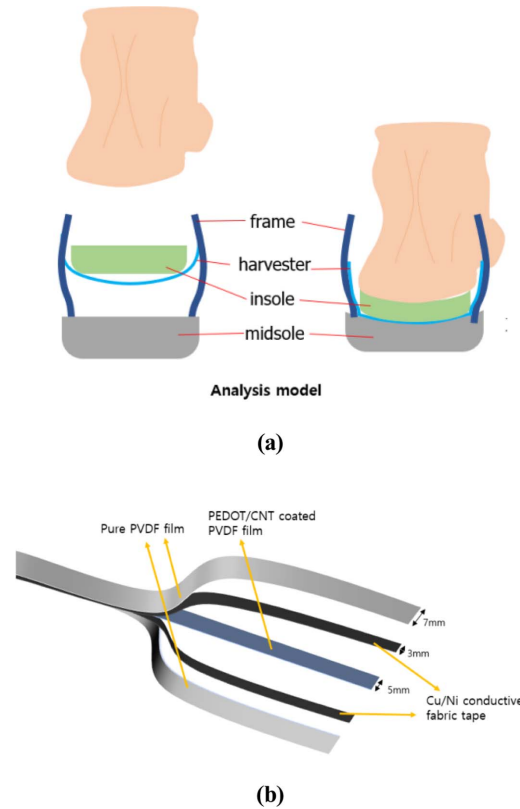 frame
harvester
insole
midsole
Analysis model
(a)
PEDOT/CNT coated
PVDF film
Pure PVDF film
7mm
3mm
5mm
Cu/Ni conductive
fabric tape
(b)